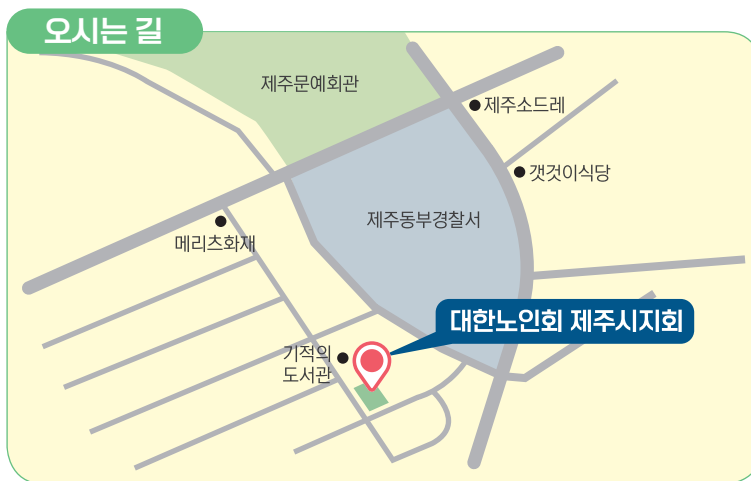 오시는 길
제주문예회관
제주소드레
갯것이식당
제주동부경찰서
메리츠화재
대한노인회 제주시지회
기적의
도서관